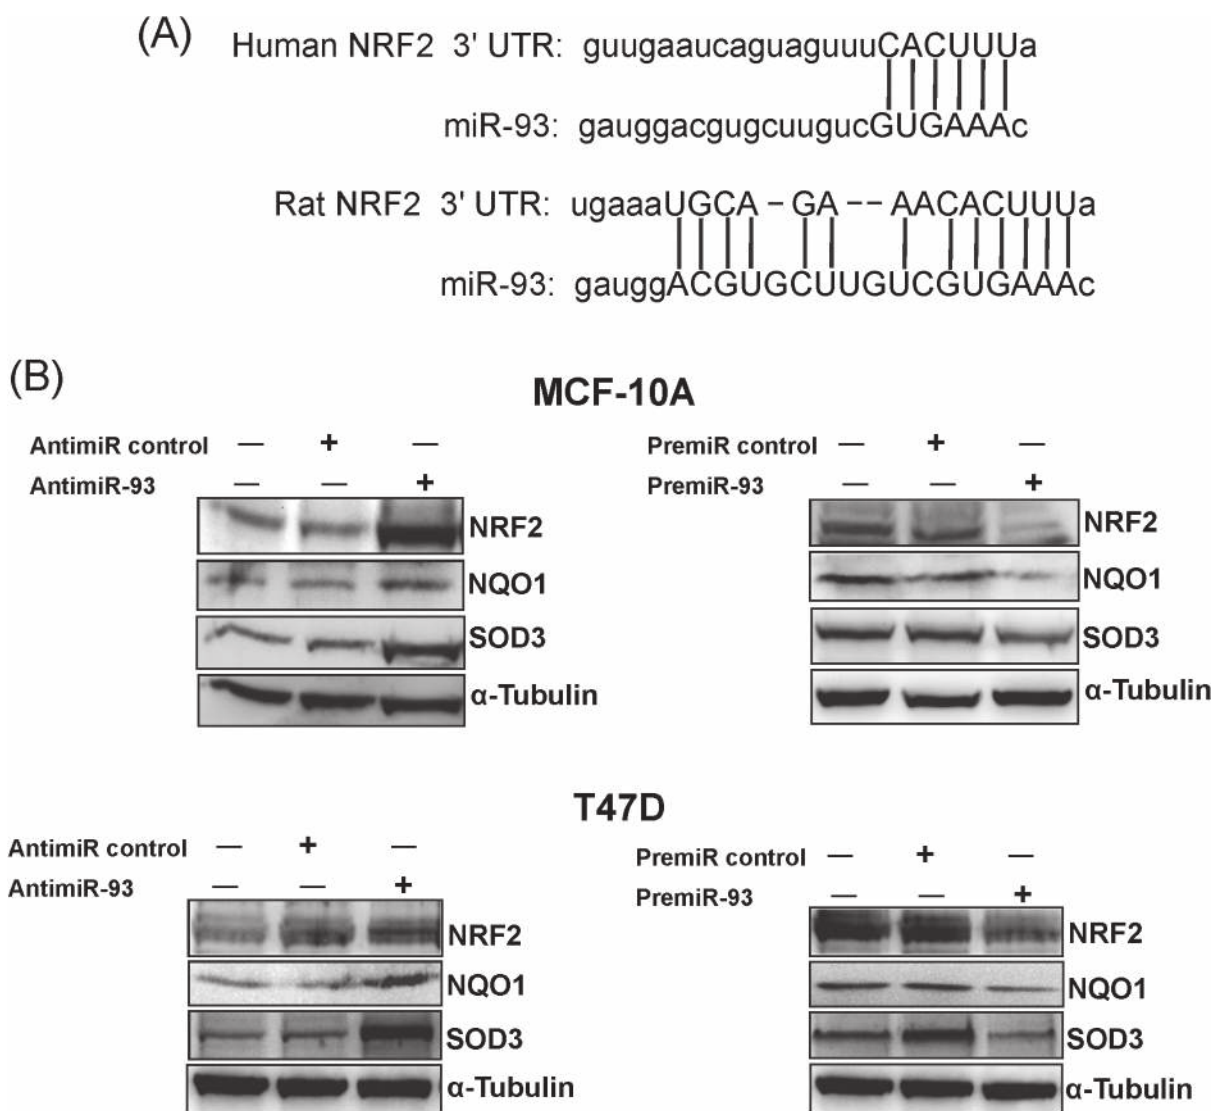 (A)
Human NRF2 3' UTR: guugaaucaguaguuuCACUUUa
miR-93: gauggacgugcuugucGUGAAAc
Rat NRF2 3' UTR: ugaaaUGCA - GA -- AACACUUUa
miR-93: gauggACGUGCUUGUCGUGAAAc
(B)
MCF-10A
AntimiR control — + —
AntimiR-93 — — +
NRF2
NQO1
SOD3
α-Tubulin
PremiR control — + —
PremiR-93 — — +
NRF2
NQO1
SOD3
α-Tubulin
T47D
AntimiR control — + —
AntimiR-93 — — +
NRF2
NQO1
SOD3
α-Tubulin
PremiR control — + —
PremiR-93 — — +
NRF2
NQO1
SOD3
α-Tubulin